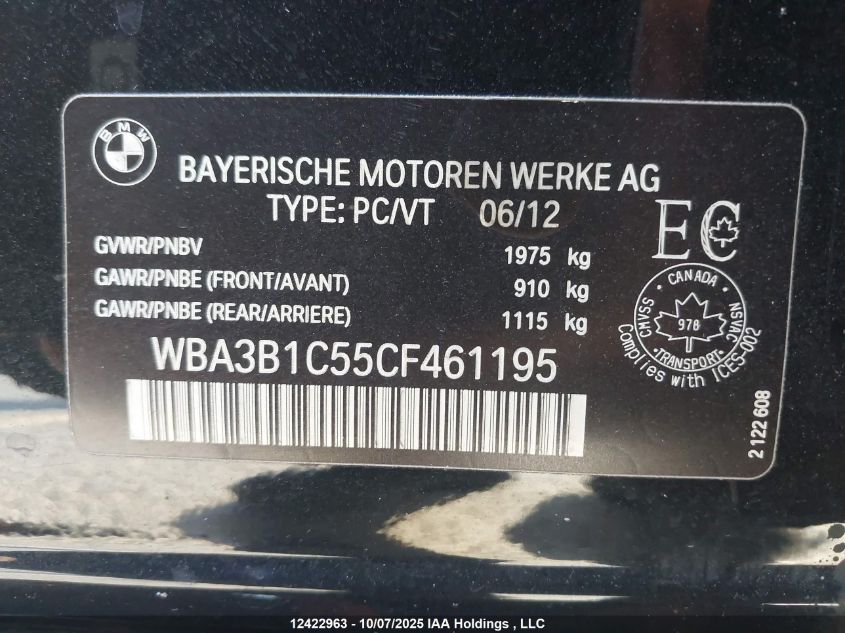 BMW
BAYERISCHE MOTOREN WERKE AG
TYPE: PC/VT 06/12
EC
GVWR/PNBV 1975 kg
GAWR/PNBE (FRONT/AVANT) 910 kg
GAWR/PNBE (REAR/ARRIERE) 1115 kg
CANADA
CMVSS 978 NSVAC
TRANSPORT
Complies with ICES-002
WBA3B1C55CF461195
2 122 608
12422963 - 10/07/2025 IAA Holdings , LLC